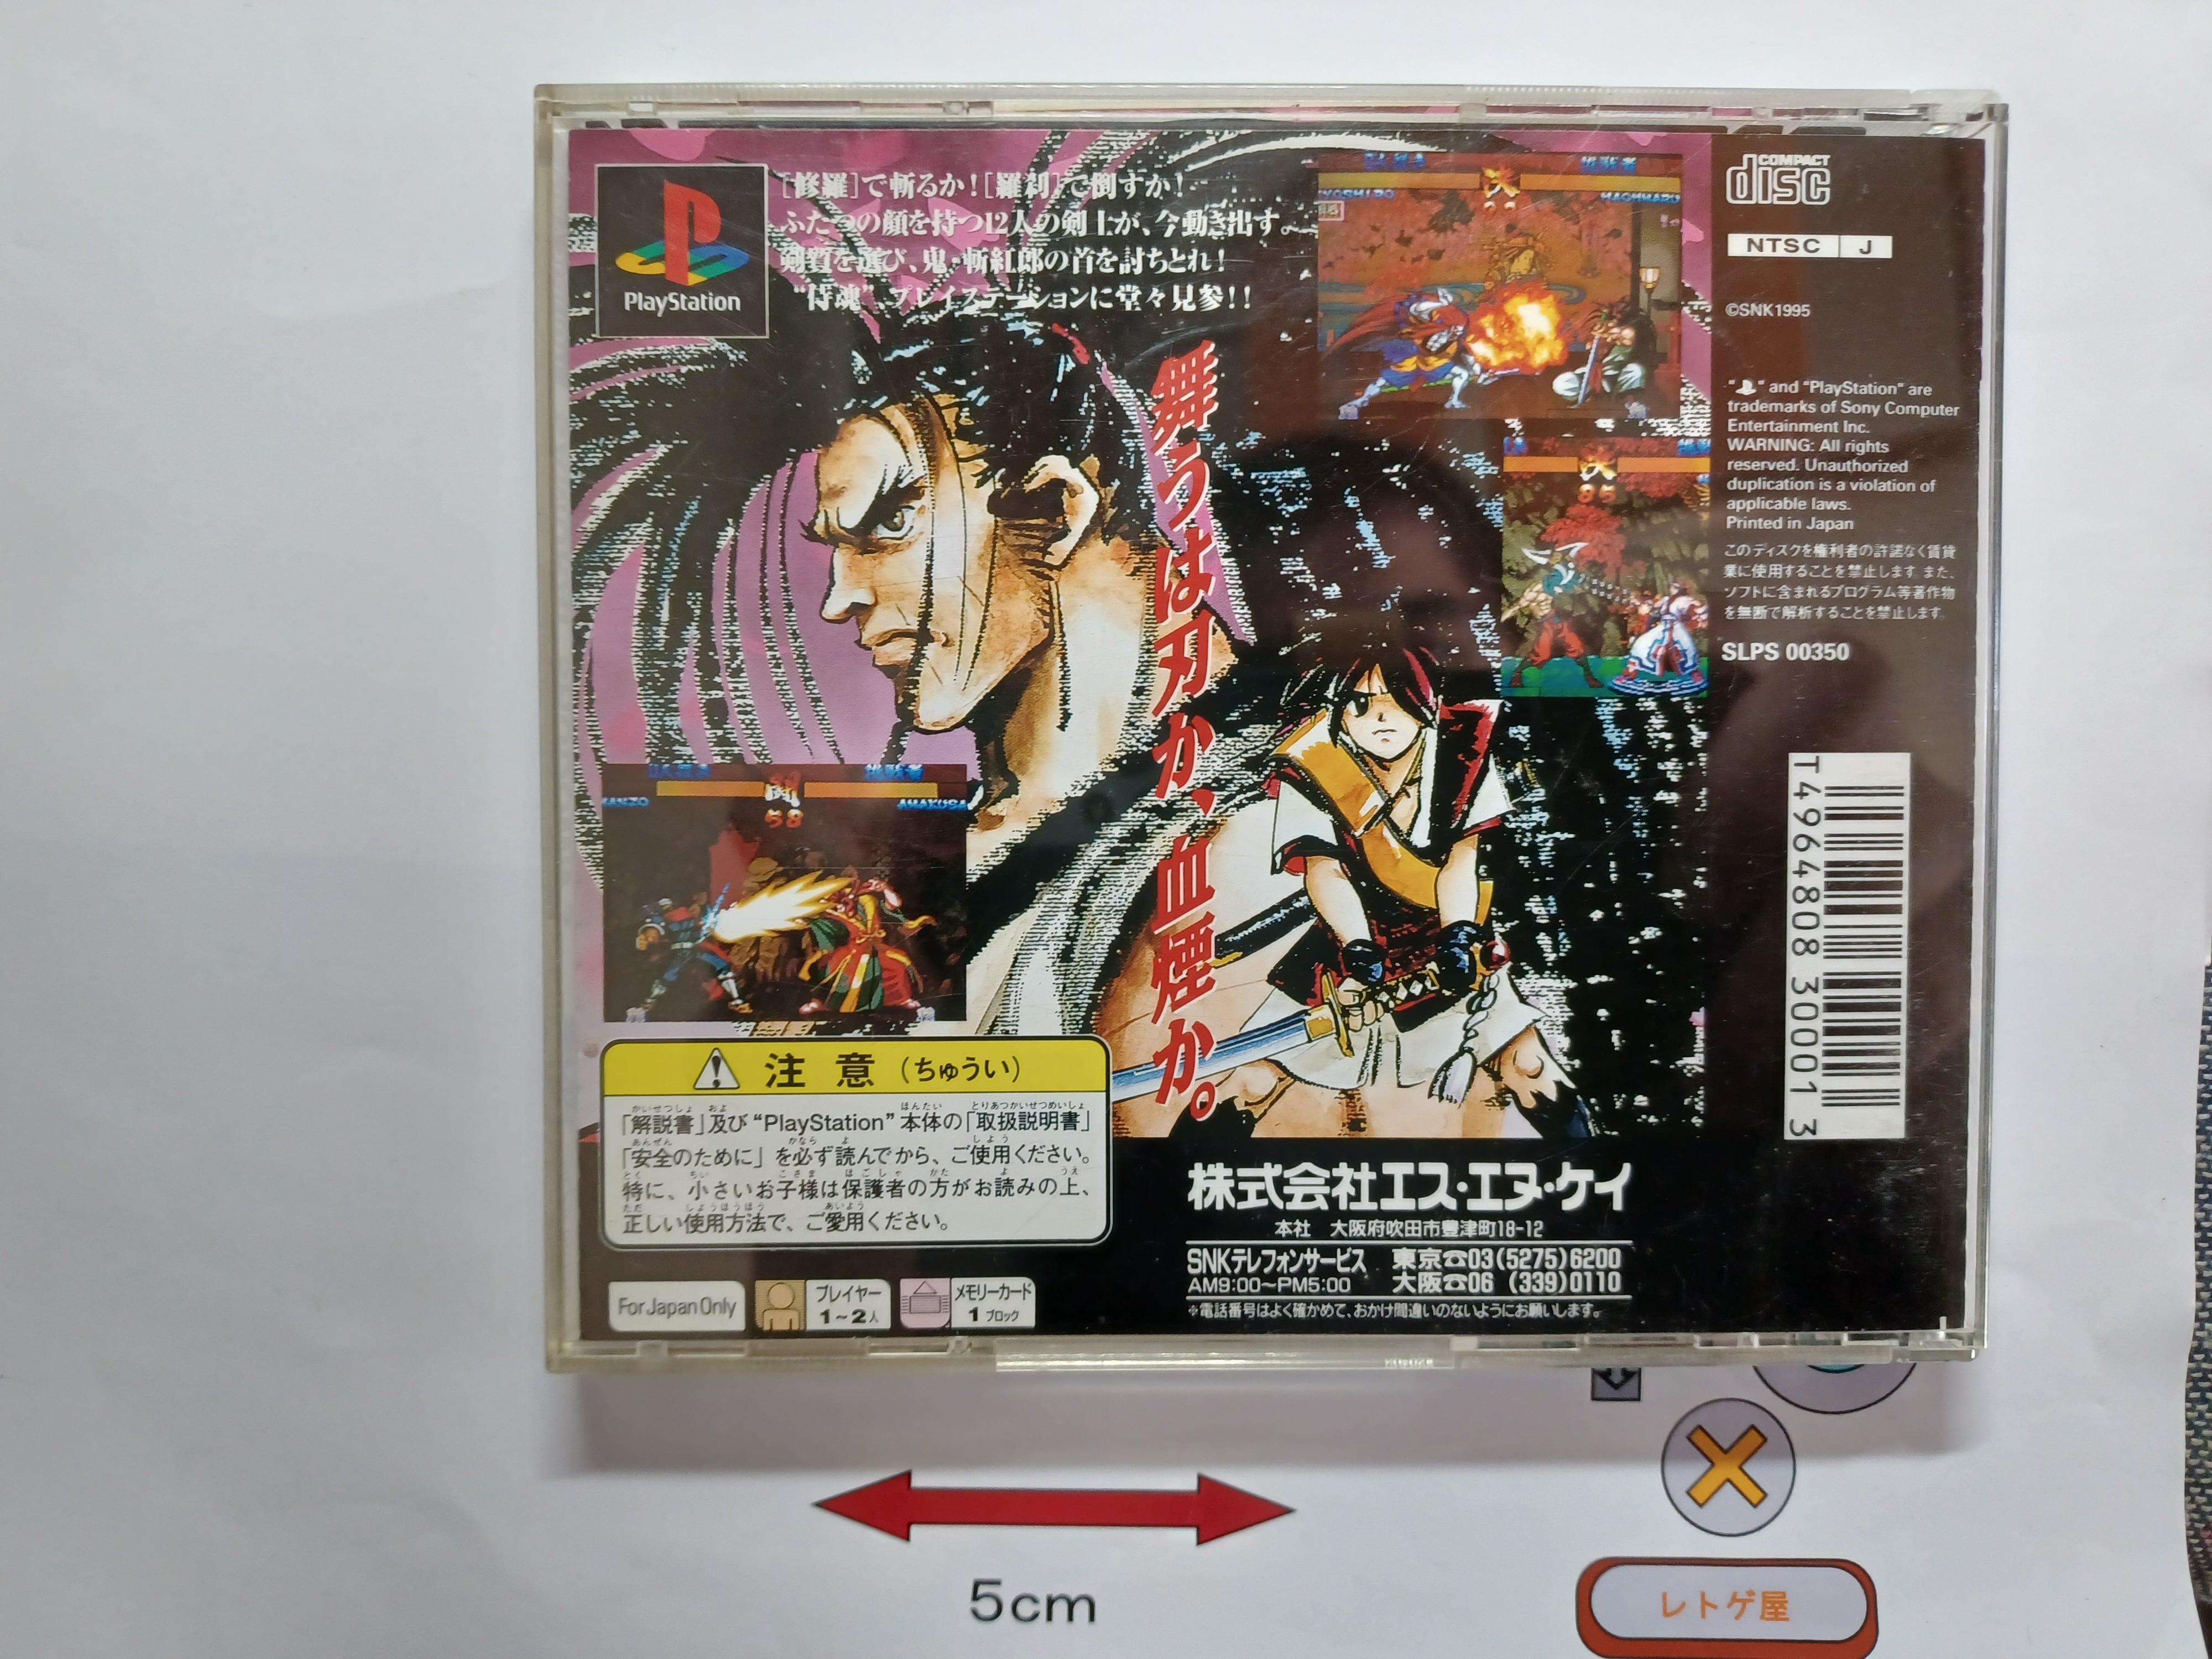 PlayStation
[修羅]で斬るか! [羅刹]で倒すか!
ふたつの顔を持つ12人の剣士が、今動き出す。
剣質を選び、鬼・斬紅郎の首を討ちとれ!
“侍魂”プレイステーションに堂々見参!!
舞うは刃か、血煙か。
YOSHIRO
HAOHMARU
85
HANZO
AMAKUSA
58
COMPACT
disc
NTSC J
©SNK1995
" " and "PlayStation" are
trademarks of Sony Computer
Entertainment Inc.
WARNING: All rights
reserved. Unauthorized
duplication is a violation of
applicable laws.
Printed in Japan
このディスクを権利者の許諾なく賃貸
業に使用することを禁止します。また、
ソフトに含まれるプログラム等著作物
を無断で解析することを禁止します。
SLPS 00350
T4964808 30001 3
注意(ちゅうい)
「解説書」及び“PlayStation”本体の「取扱説明書」
「安全のために」を必ず読んでから、ご使用ください。
特に、小さいお子様は保護者の方がお読みの上、
正しい使用方法で、ご愛用ください。
For Japan Only
プレイヤー
1~2人
メモリーカード
1 ブロック
株式会社エス・エヌ・ケイ
本社 大阪府吹田市豊津町18-12
SNKテレフォンサービス 東京☎03(5275)6200
AM9:00~PM5:00 大阪☎06 (339)0110
※電話番号はよく確かめて、おかけ間違いのないようにお願いします。
5cm
レトゲ屋